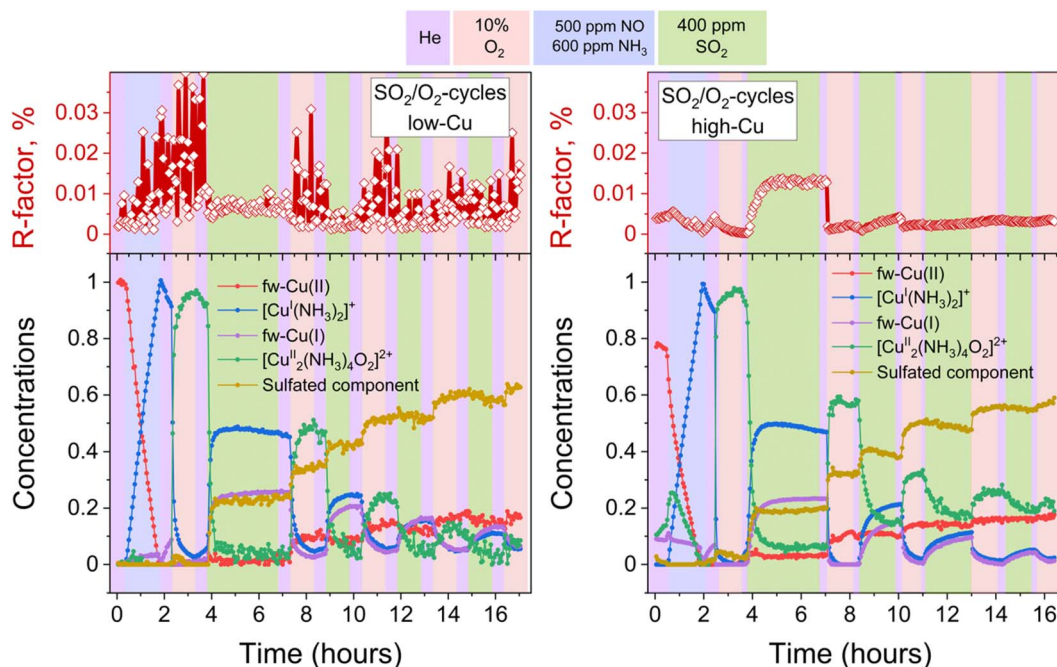 He
10%
O₂
500 ppm NO
600 ppm NH₃
400 ppm
SO₂
R-factor, %
0.03
0.02
0.01
0
SO₂/O₂-cycles
low-Cu
R-factor, %
0.03
0.02
0.01
0
SO₂/O₂-cycles
high-Cu
Concentrations
1
0.8
0.6
0.4
0.2
0
fw-Cu(II)
[Cuᴵ(NH₃)₂]⁺
fw-Cu(I)
[Cuᴵᴵ₂(NH₃)₄O₂]²⁺
Sulfated component
0 2 4 6 8 10 12 14 16
Time (hours)
Concentrations
1
0.8
0.6
0.4
0.2
0
fw-Cu(II)
[Cuᴵ(NH₃)₂]⁺
fw-Cu(I)
[Cuᴵᴵ₂(NH₃)₄O₂]²⁺
Sulfated component
0 2 4 6 8 10 12 14 16
Time (hours)